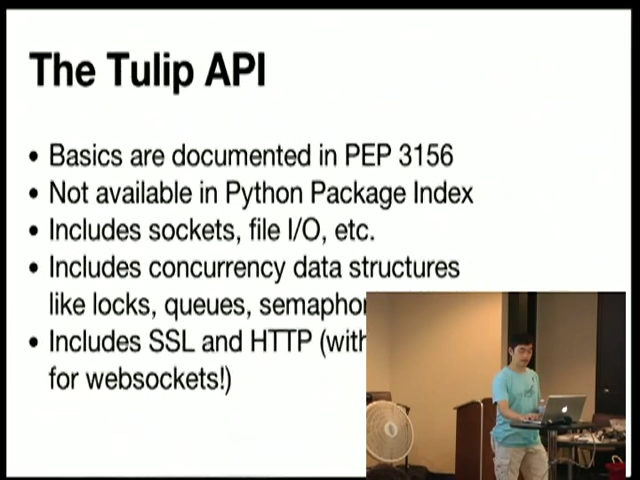 The Tulip API
• Basics are documented in PEP 3156
• Not available in Python Package Index
• Includes sockets, file I/O, etc.
• Includes concurrency data structures
like locks, queues,
• Includes SSL and HTTP
for websockets!)